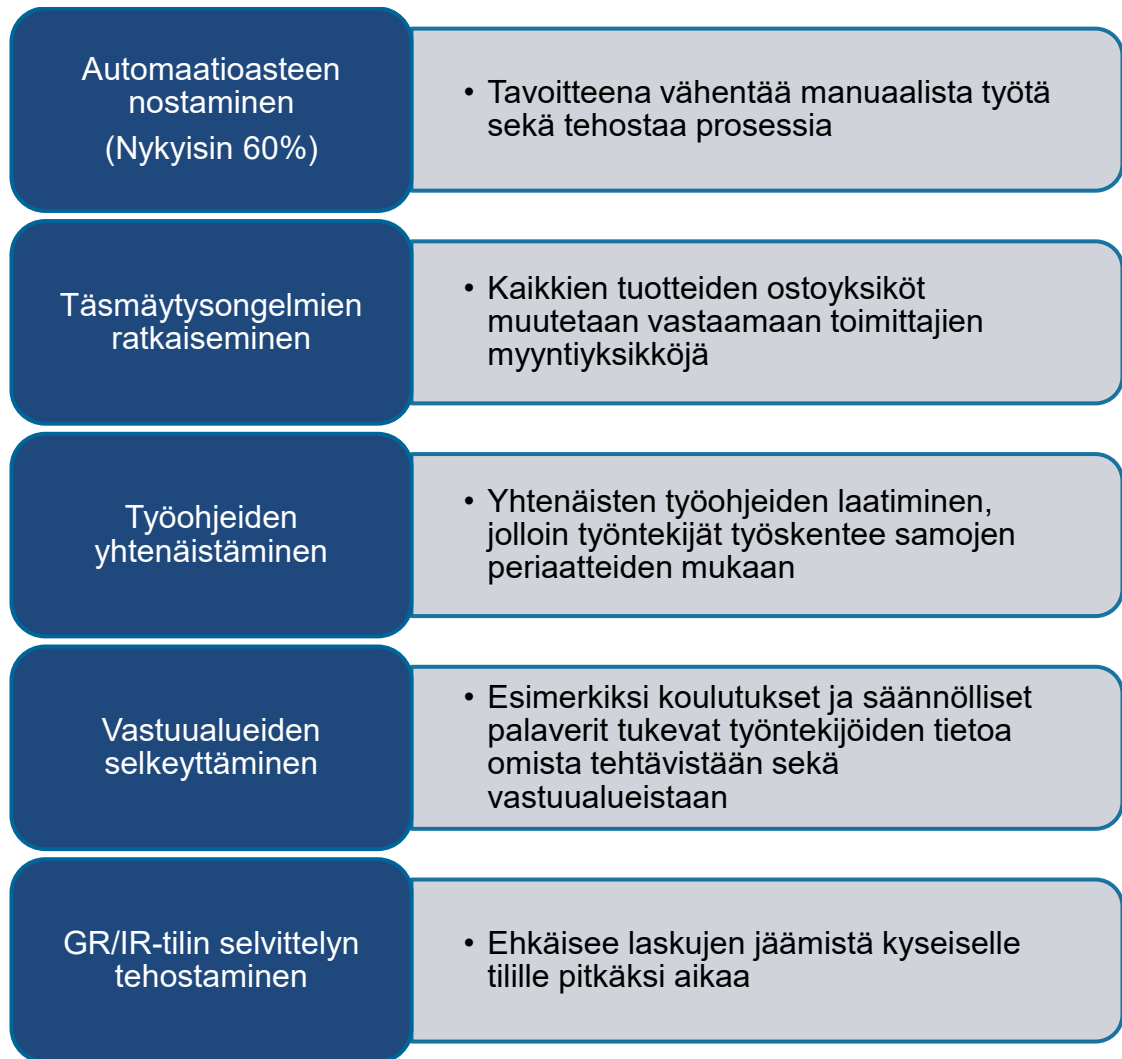 Automaatioasteen
nostaminen
(Nykyisin 60%)
• Tavoitteena vähentää manuaalista työtä
sekä tehostaa prosessia
Täsmäytysongelmien
ratkaiseminen
• Kaikkien tuotteiden ostoyksiköt
muutetaan vastaamaan toimittajien
myyntiyksikköjä
Työohjeiden
yhtenäistäminen
• Yhtenäisten työohjeiden laatiminen,
jolloin työntekijät työskentee samojen
periaatteiden mukaan
Vastuualueiden
selkeyttäminen
• Esimerkiksi koulutukset ja säännölliset
palaverit tukevat työntekijöiden tietoa
omista tehtävistään sekä
vastuualueistaan
GR/IR-tilin selvittelyn
tehostaminen
• Ehkäisee laskujen jäämistä kyseiselle
tilille pitkäksi aikaa